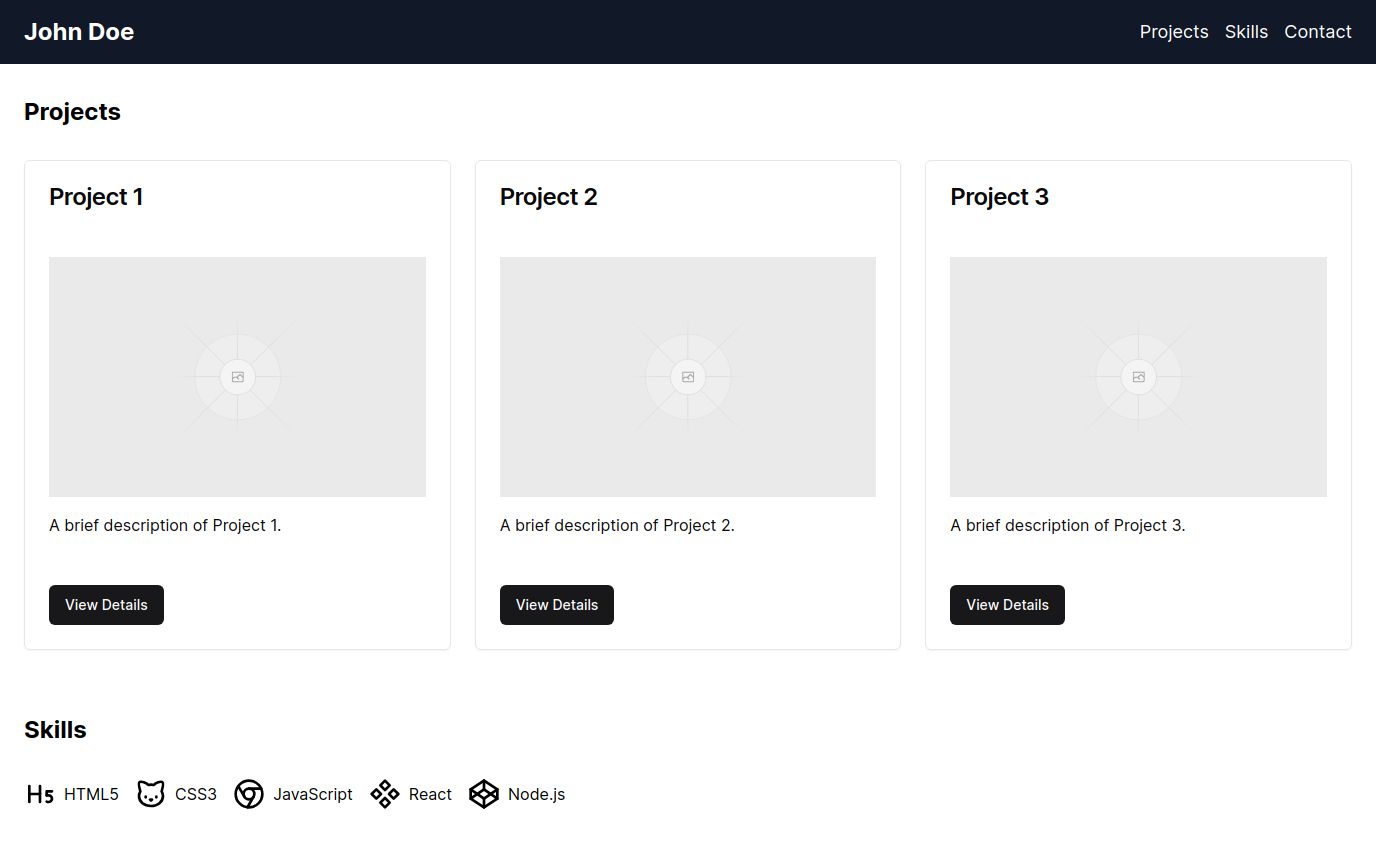 John Doe
Projects Skills Contact
Projects
Project 1
Project 2
Project 3
A brief description of Project 1.
A brief description of Project 2.
A brief description of Project 3.
View Details
View Details
View Details
Skills
H5 HTML5 CSS3 JavaScript React Node.js